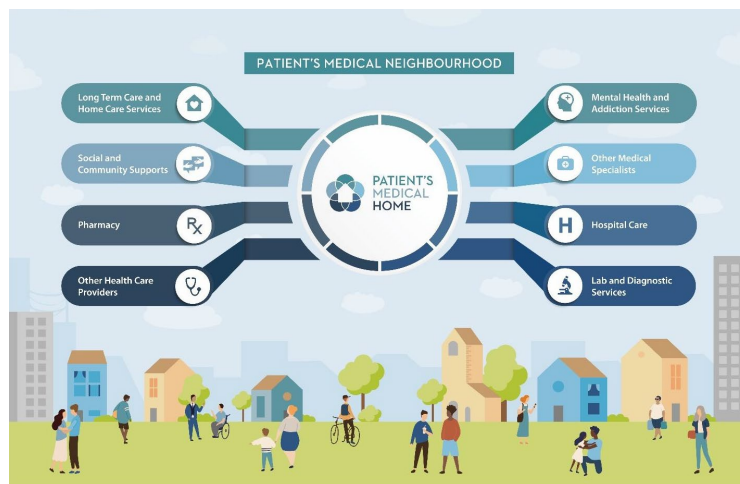 PATIENT'S MEDICAL NEIGHBOURHOOD
Long Term Care and
Home Care Services
Social and
Community Supports
Pharmacy
Rx
Other Health Care
Providers
PATIENT'S
MEDICAL
HOME
Mental Health and
Addiction Services
Other Medical
Specialists
H
Hospital Care
Lab and Diagnostic
Services